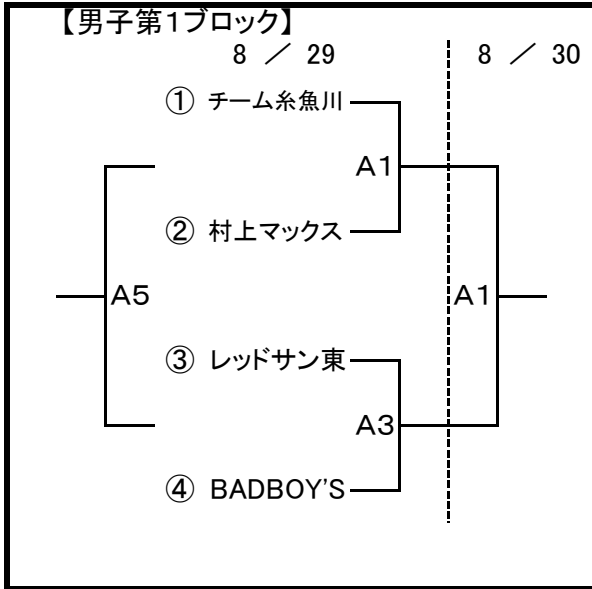 【男子第１ブロック】
8 ／ 29
8 ／ 30
① チーム糸魚川
Ａ１
② 村上マックス
Ａ５
Ａ１
③ レッドサン東
Ａ３
④ BADBOY'S